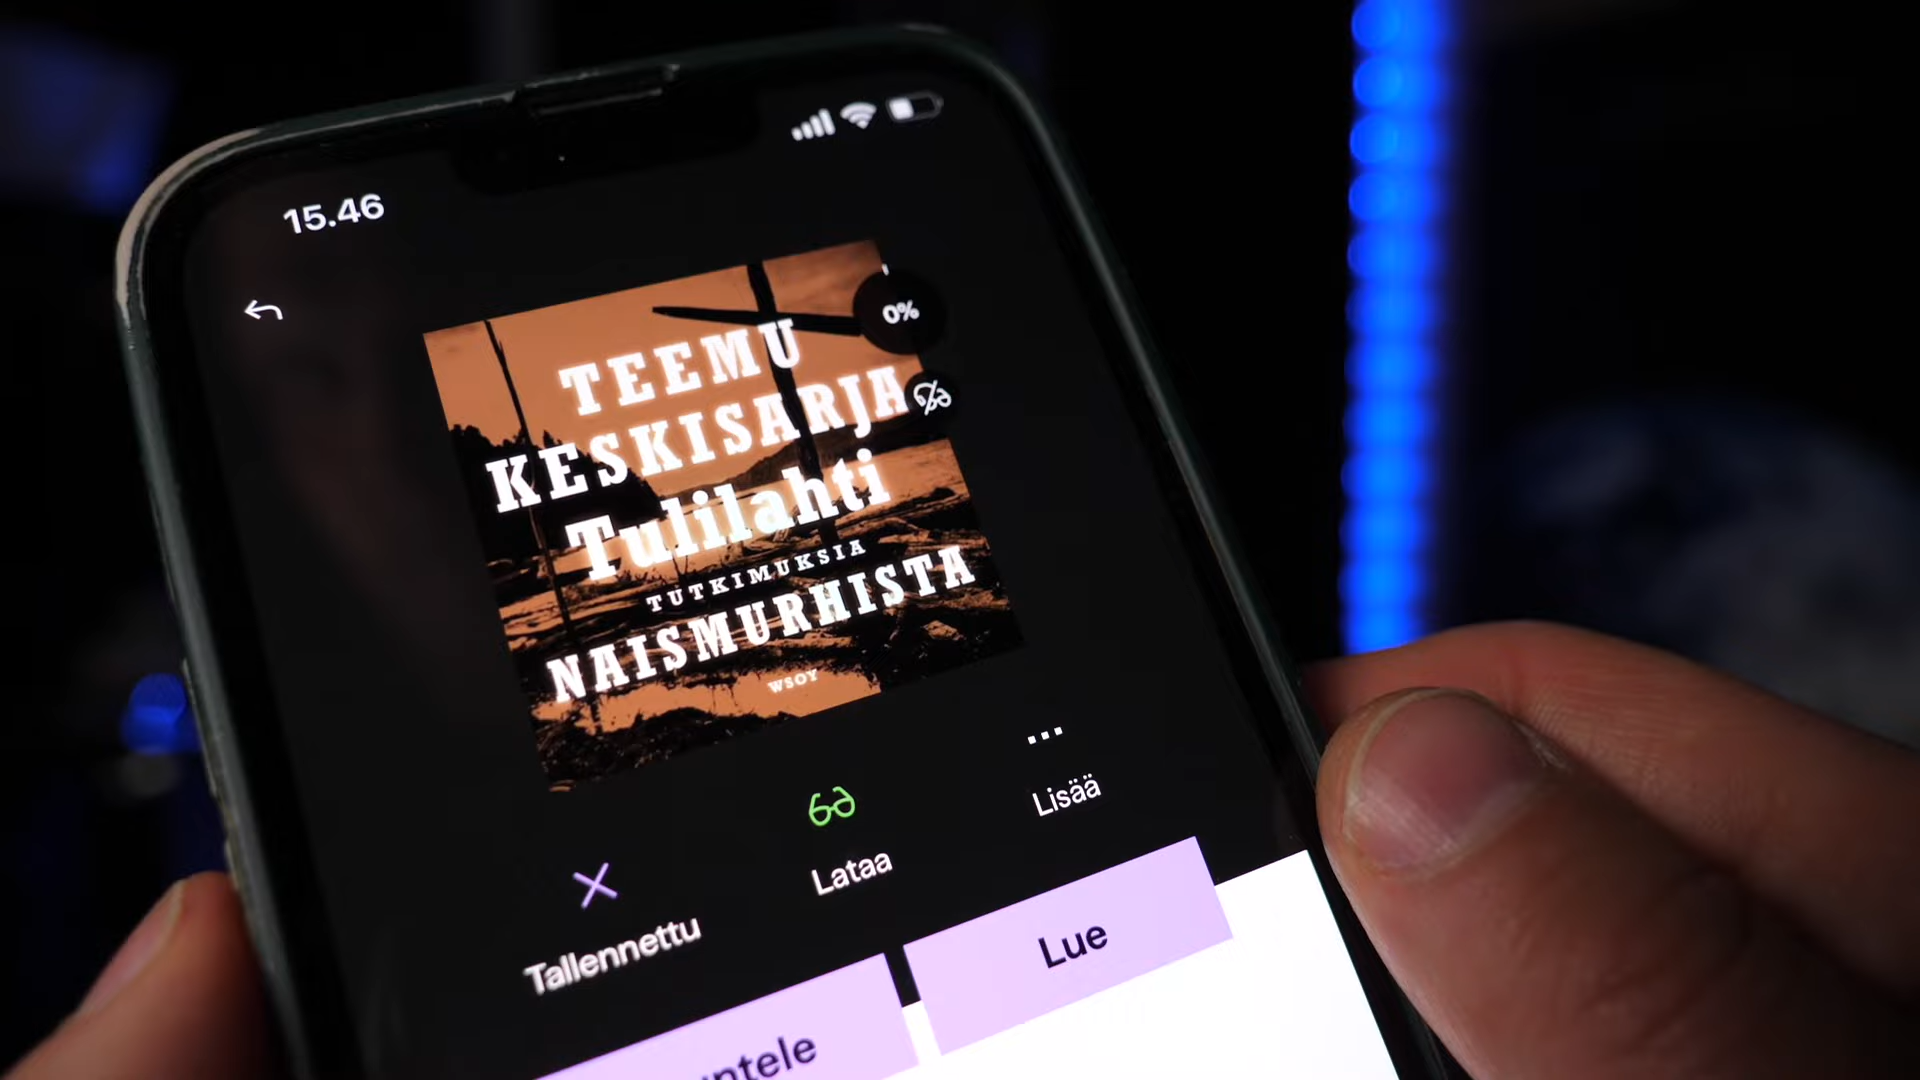 15.46
0%
TEEMU
KESKISARJA
Tulilahti
TUTKIMUKSIA
NAISMURHISTA
WSOY
Tallennettu
Lataa
Lisää
Lue